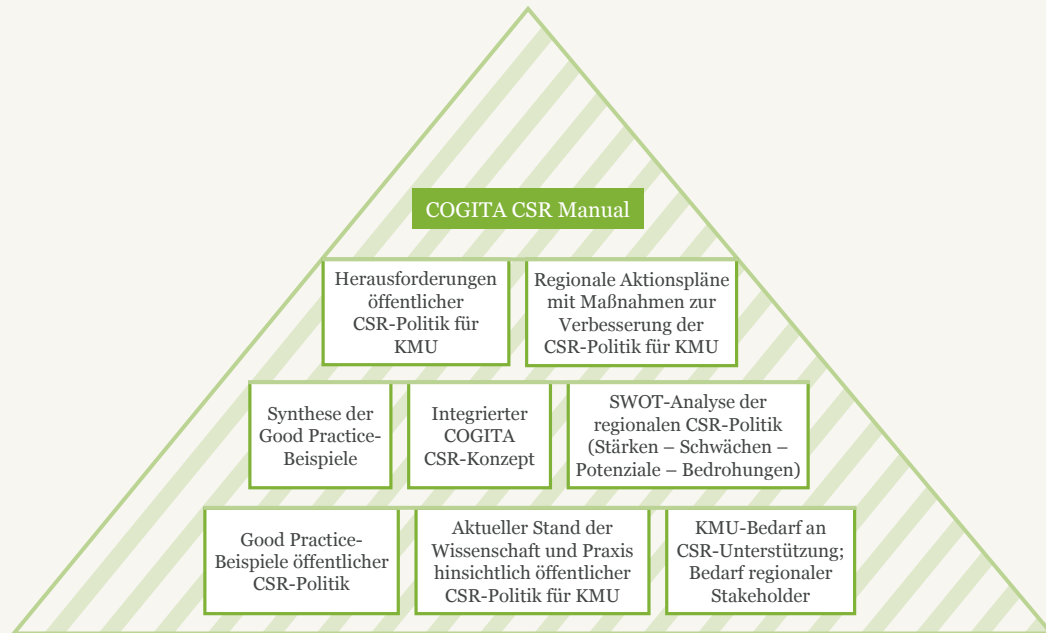 COGITA CSR Manual
Herausforderungen
öffentlicher
CSR-Politik für
KMU
Regionale Aktionspläne
mit Maßnahmen zur
Verbesserung der
CSR-Politik für KMU
Synthese der
Good Practice-
Beispiele
Integrierter
COGITA
CSR-Konzept
SWOT-Analyse der
regionalen CSR-Politik
(Stärken – Schwächen –
Potenziale – Bedrohungen)
Good Practice-
Beispiele öffentlicher
CSR-Politik
Aktueller Stand der
Wissenschaft und Praxis
hinsichtlich öffentlicher
CSR-Politik für KMU
KMU-Bedarf an
CSR-Unterstützung;
Bedarf regionaler
Stakeholder